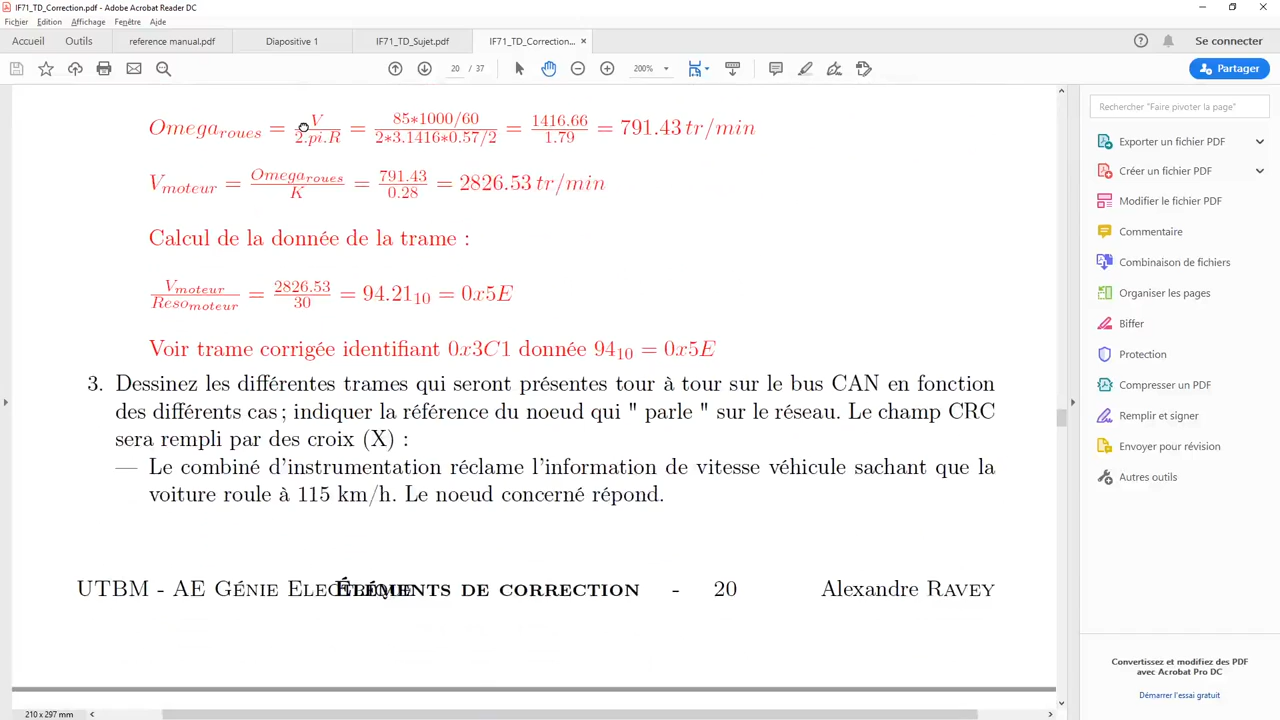 IF71_TD_Correction.pdf - Adobe Acrobat Reader DC
Fichier Edition Affichage Fenêtre Aide
Accueil Outils reference manual.pdf Diapositive 1 IF71_TD_Sujet.pdf IF71_TD_Correction... × Se connecter
20 / 37 200% Partager
Omega_roues = V / 2.pi.R = 85*1000/60 / 2*3.1416*0.57/2 = 1416.66 / 1.79 = 791.43 tr/min
V_moteur = Omega_roues / K = 791.43 / 0.28 = 2826.53 tr/min
Calcul de la donnée de la trame :
V_moteur / Reso_moteur = 2826.53 / 30 = 94.21_10 = 0x5E
Voir trame corrigée identifiant 0x3C1 donnée 94_10 = 0x5E
3. Dessinez les différentes trames qui seront présentes tour à tour sur le bus CAN en fonction
des différents cas ; indiquer la référence du noeud qui " parle " sur le réseau. Le champ CRC
sera rempli par des croix (X) :
— Le combiné d'instrumentation réclame l'information de vitesse véhicule sachant que la
voiture roule à 115 km/h. Le noeud concerné répond.
UTBM - AE Génie ÉLÉMENTS DE CORRECTION - 20 Alexandre RAVEY
210 x 297 mm
Rechercher "Faire pivoter la page"
Exporter un fichier PDF
Créer un fichier PDF
Modifier le fichier PDF
Commentaire
Combinaison de fichiers
Organiser les pages
Biffer
Protection
Compresser un PDF
Remplir et signer
Envoyer pour révision
Autres outils
Convertissez et modifiez des PDF
avec Acrobat Pro DC
Démarrer l'essai gratuit